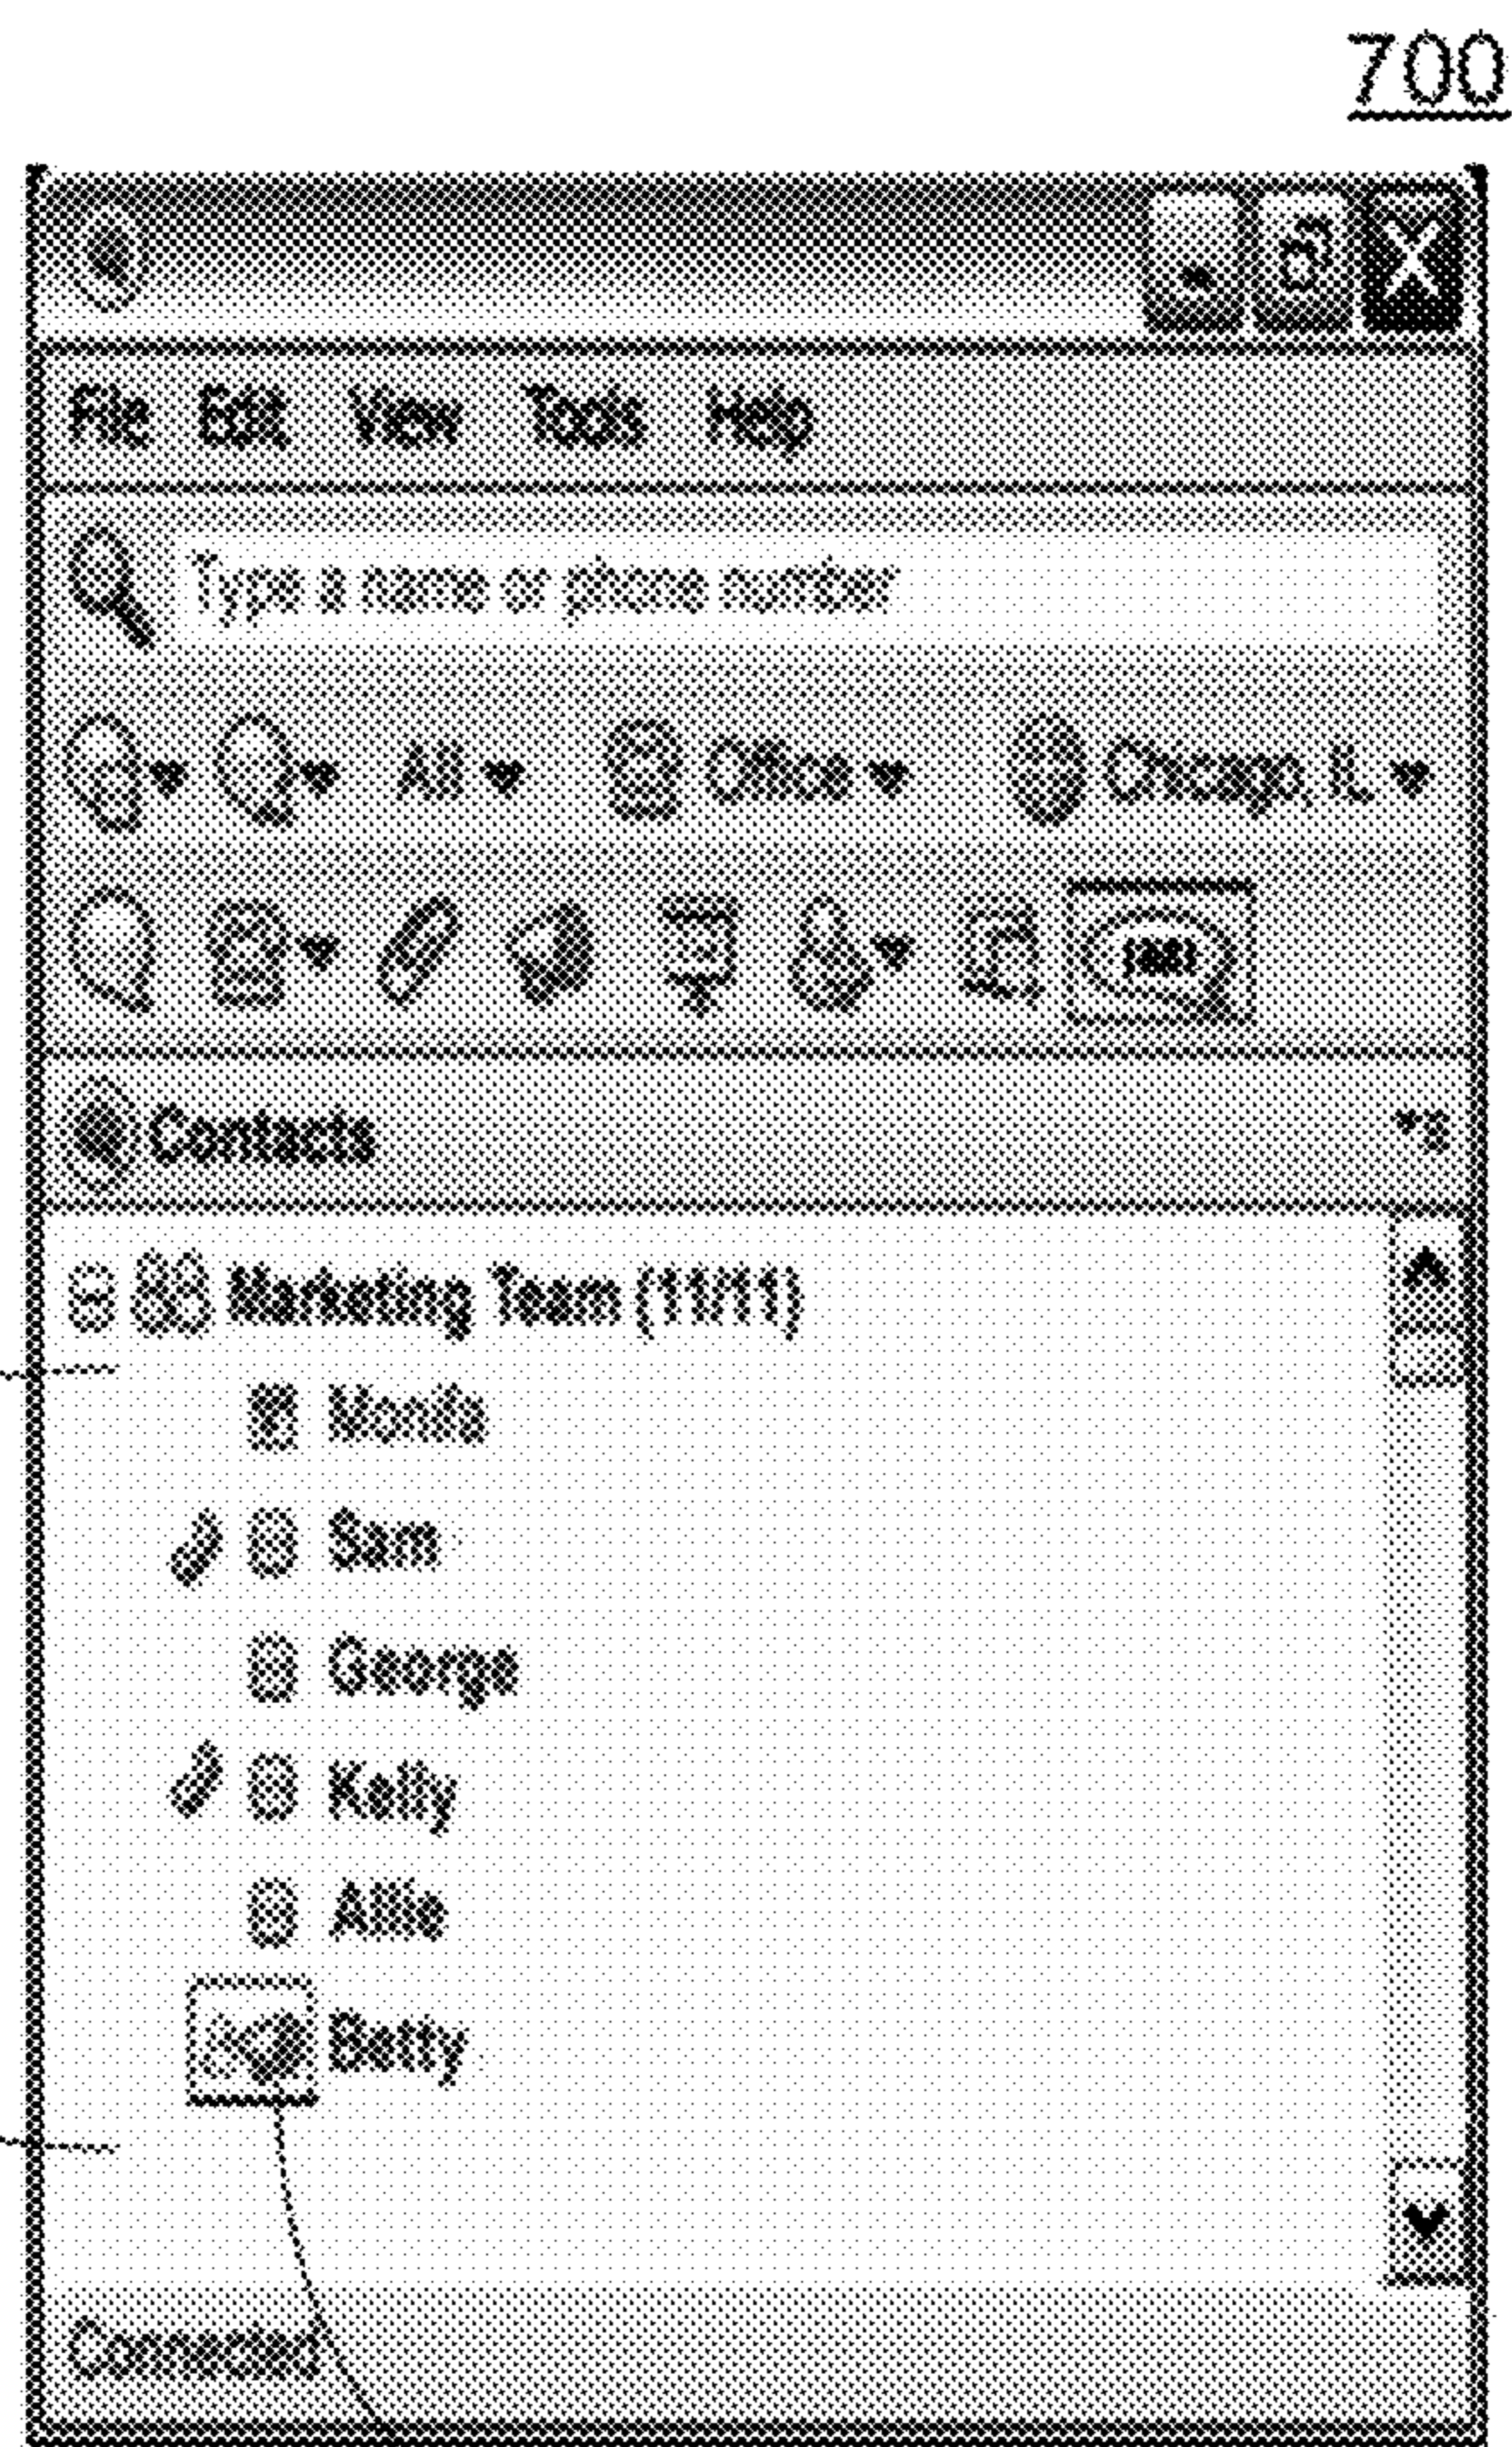 700
File Edit View Tools Help
Type a name or phone number
All Office Chicago, IL
Contacts
Marketing Team (11/11)
Monita
Sam
George
Kelly
Allie
Betty
Connected